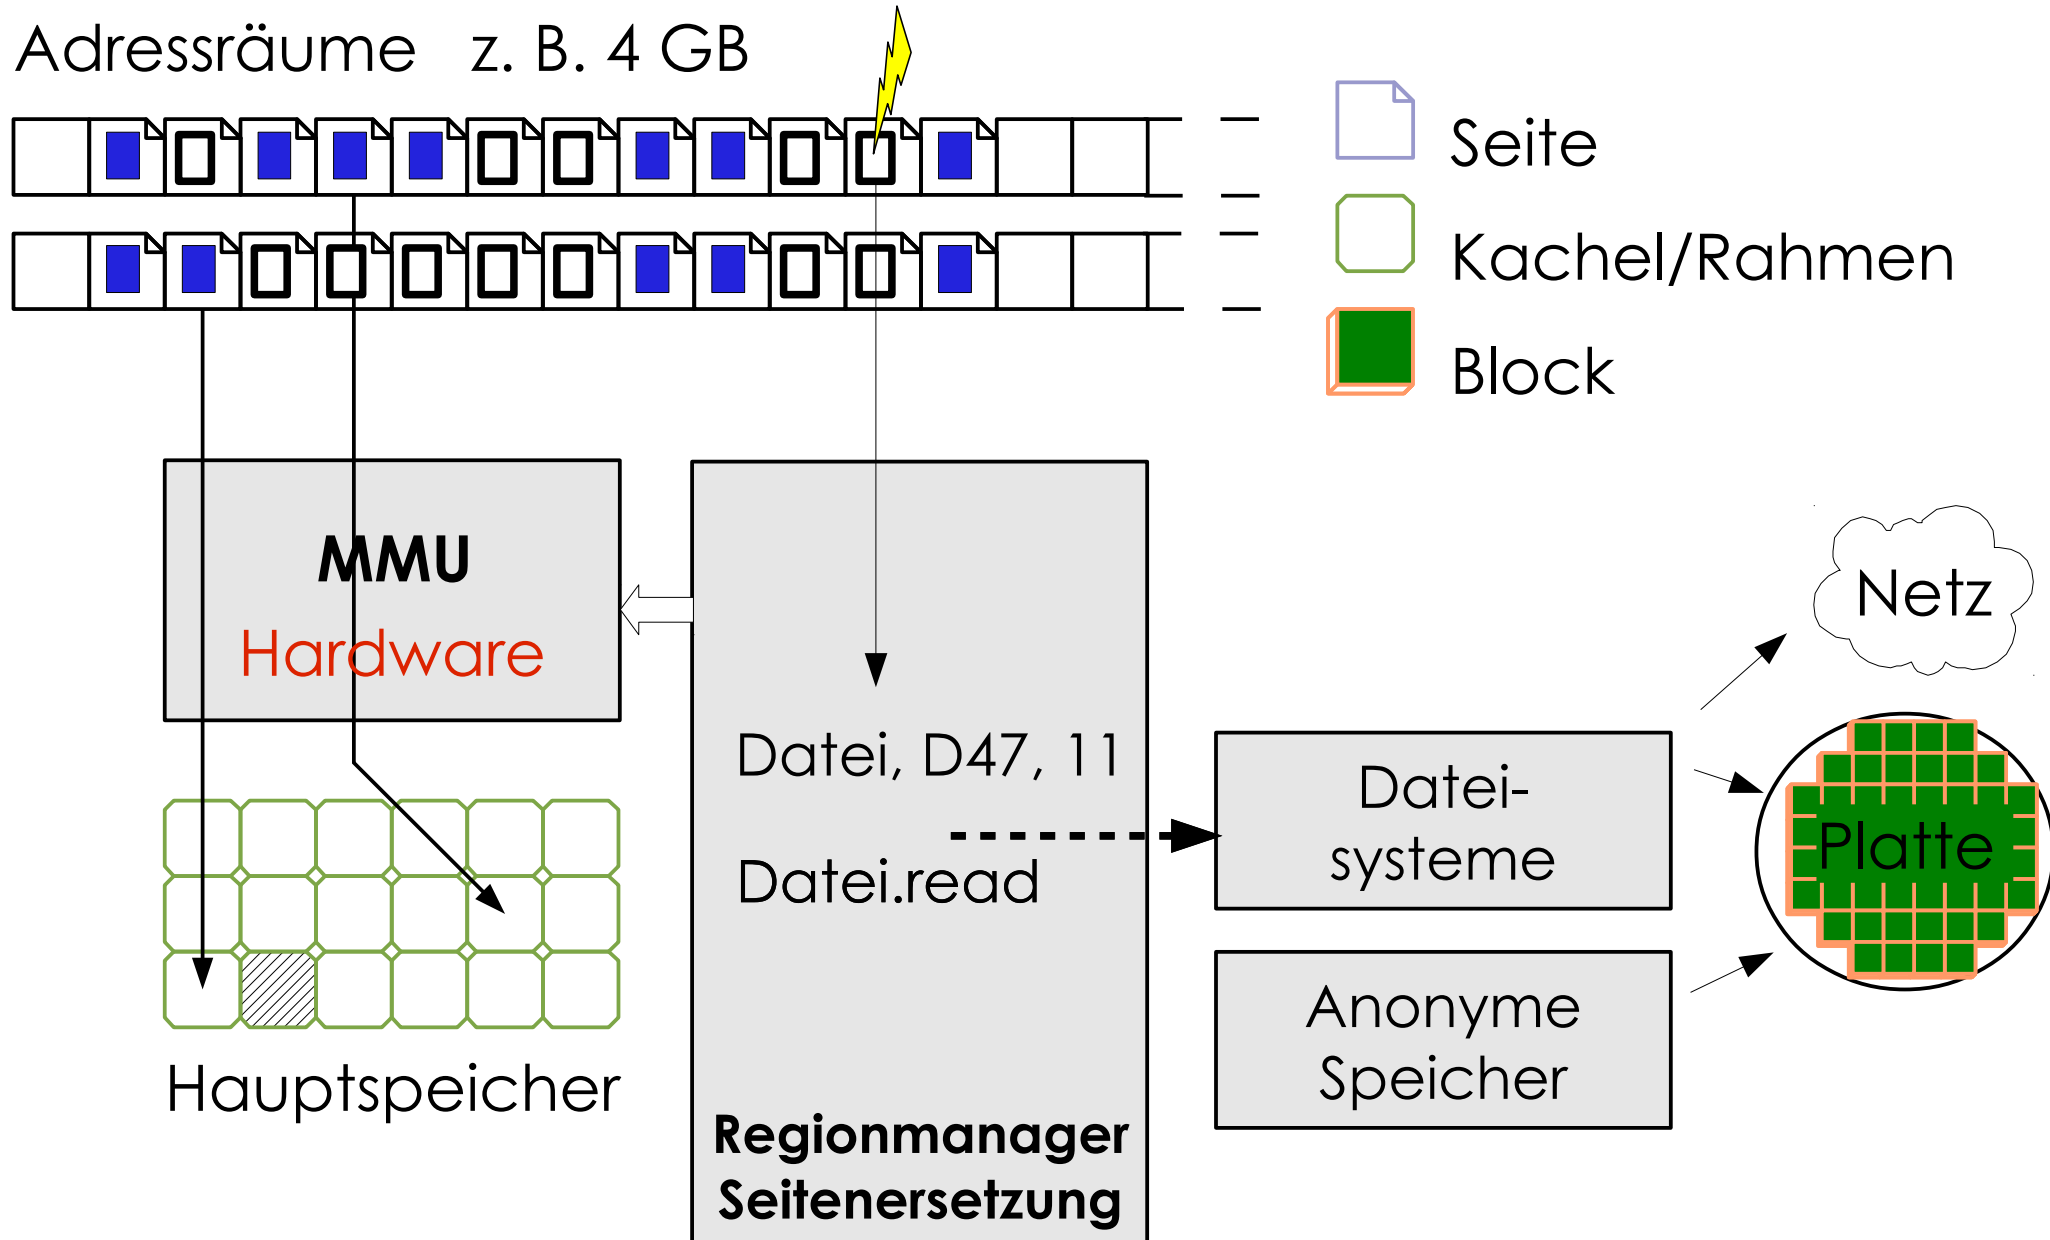 Adressräume z. B. 4 GB
Seite
Kachel/Rahmen
Block
MMU
Hardware
Hauptspeicher
Datei, D47, 11
Datei.read
Regionmanager
Seitenersetzung
Datei-
systeme
Anonyme
Speicher
Netz
Platte